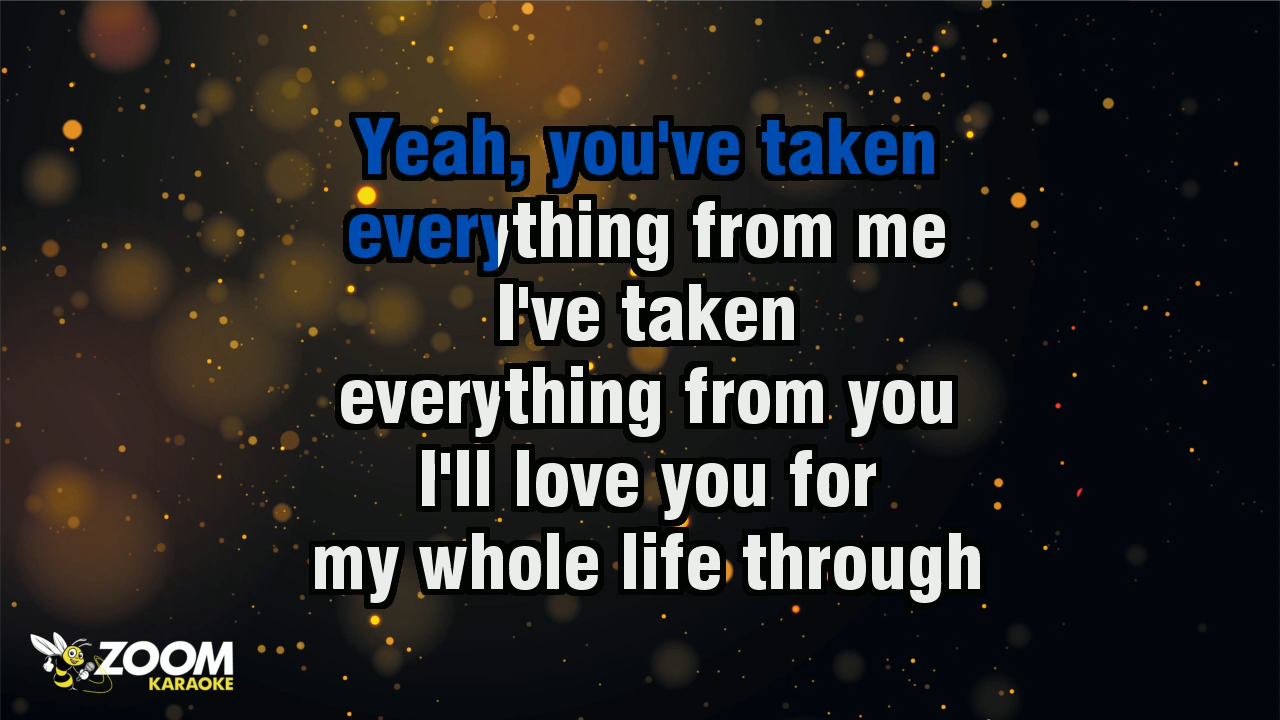 Yeah, you've taken
everything from me
I've taken
everything from you
I'll love you for
my whole life through
ZOOM
KARAOKE